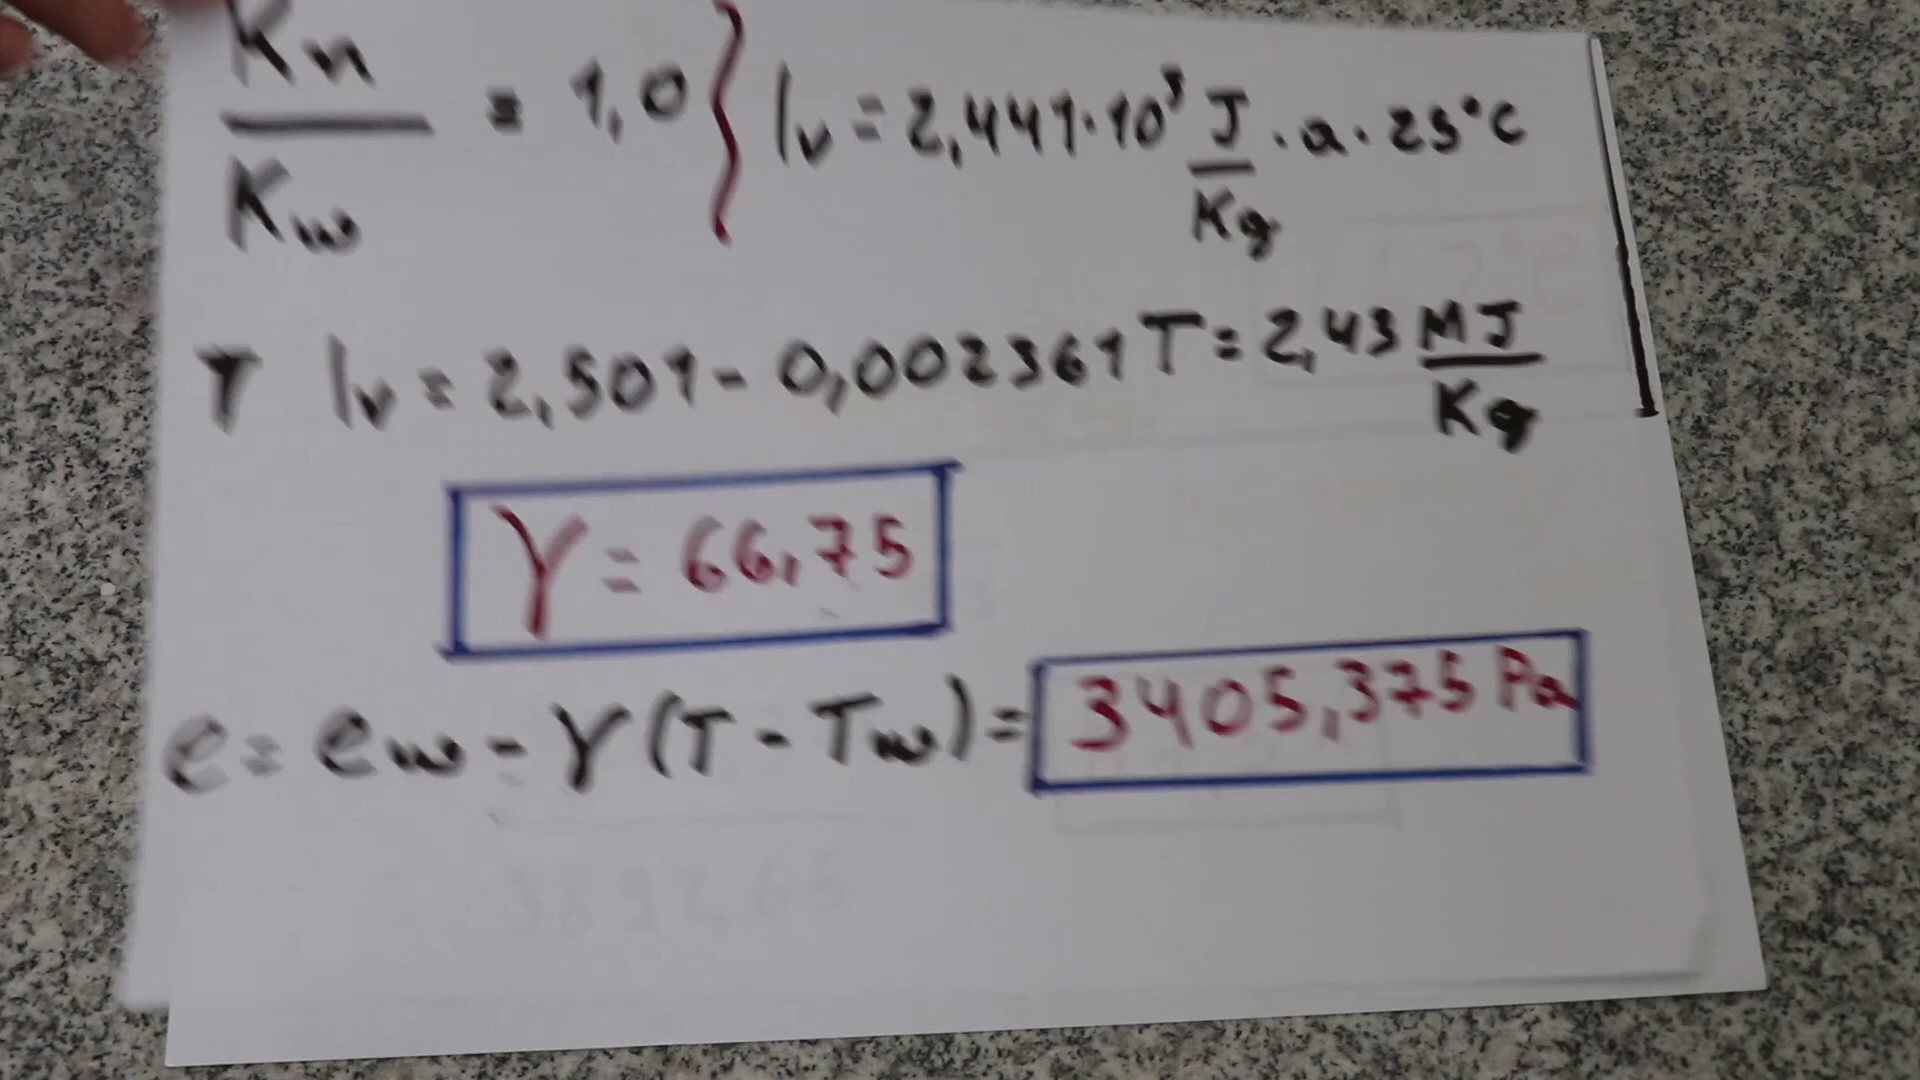 Kh
Kw
= 1,0 } lv = 2,441·10³ J/Kg · a · 25°C
T lv = 2,501 - 0,002361 T = 2,43 MJ/Kg
γ = 66,75
e = ew - γ (T - Tw) = 3405,375 Pa